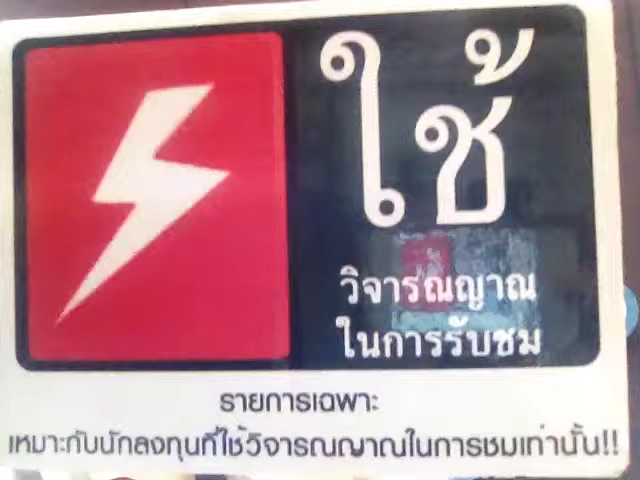 ใช้
วิจารณญาณ
ในการรับชม
รายการเฉพาะ
เหมาะกับนักลงทุนที่ใช้วิจารณญาณในการชมเท่านั้น!!